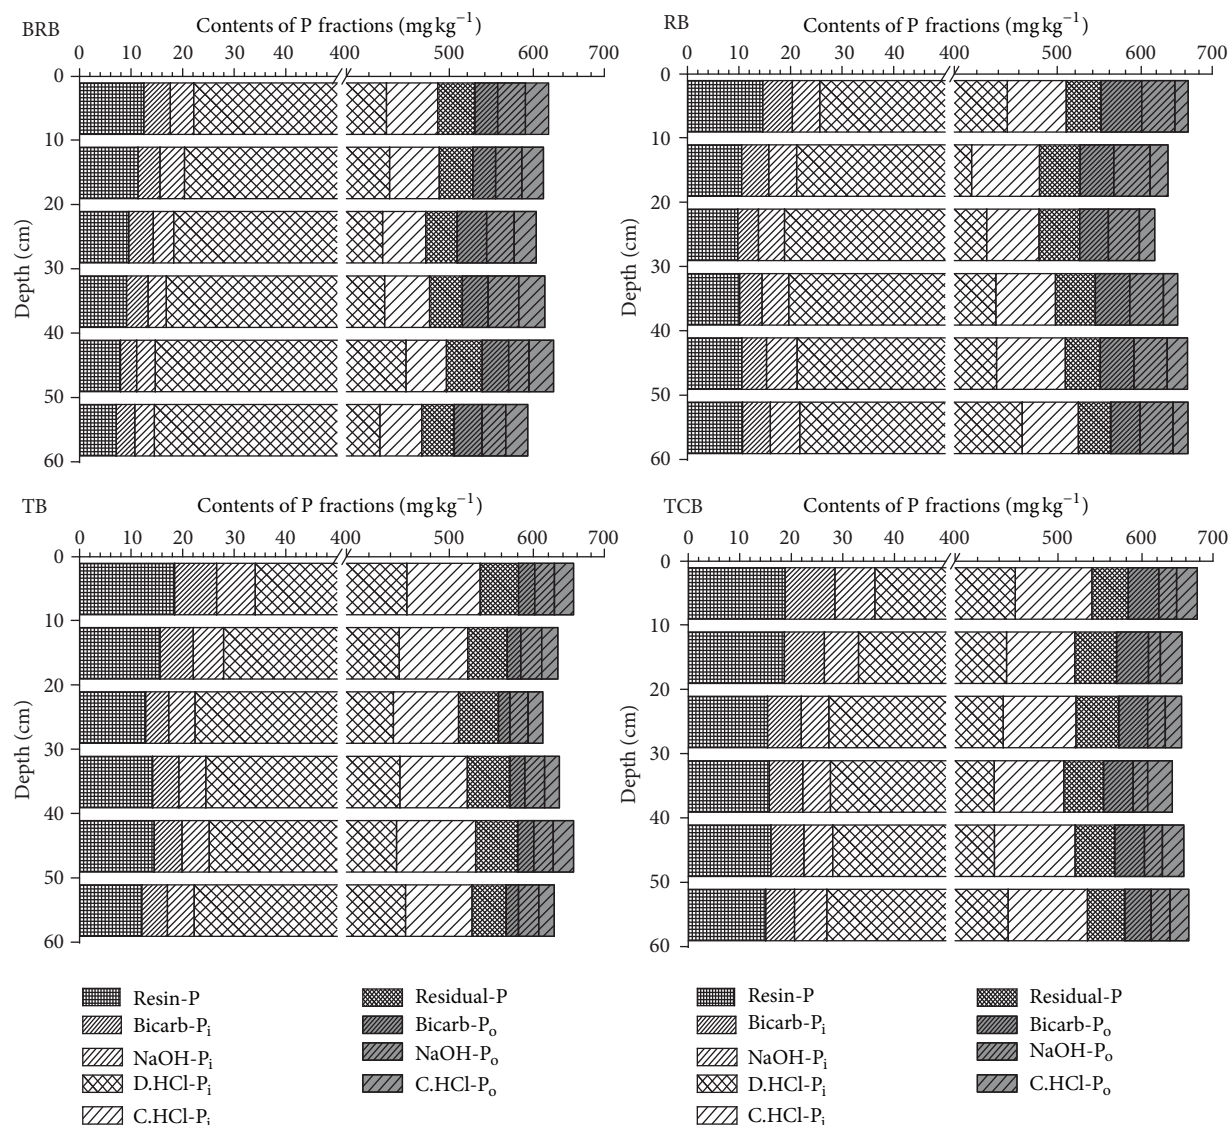 BRB
Contents of P fractions (mg kg⁻¹)
0 10 20 30 40 400 500 600 700
0
10
20
30
40
50
60
Depth (cm)
RB
Contents of P fractions (mg kg⁻¹)
0 10 20 30 40 400 500 600 700
0
10
20
30
40
50
60
Depth (cm)
TB
Contents of P fractions (mg kg⁻¹)
0 10 20 30 40 400 500 600 700
0
10
20
30
40
50
60
Depth (cm)
TCB
Contents of P fractions (mg kg⁻¹)
0 10 20 30 40 400 500 600 700
0
10
20
30
40
50
60
Depth (cm)
Resin-P
Bicarb-Pᵢ
NaOH-Pᵢ
D.HCl-Pᵢ
C.HCl-Pᵢ
Residual-P
Bicarb-Pₒ
NaOH-Pₒ
C.HCl-Pₒ
Resin-P
Bicarb-Pᵢ
NaOH-Pᵢ
D.HCl-Pᵢ
C.HCl-Pᵢ
Residual-P
Bicarb-Pₒ
NaOH-Pₒ
C.HCl-Pₒ